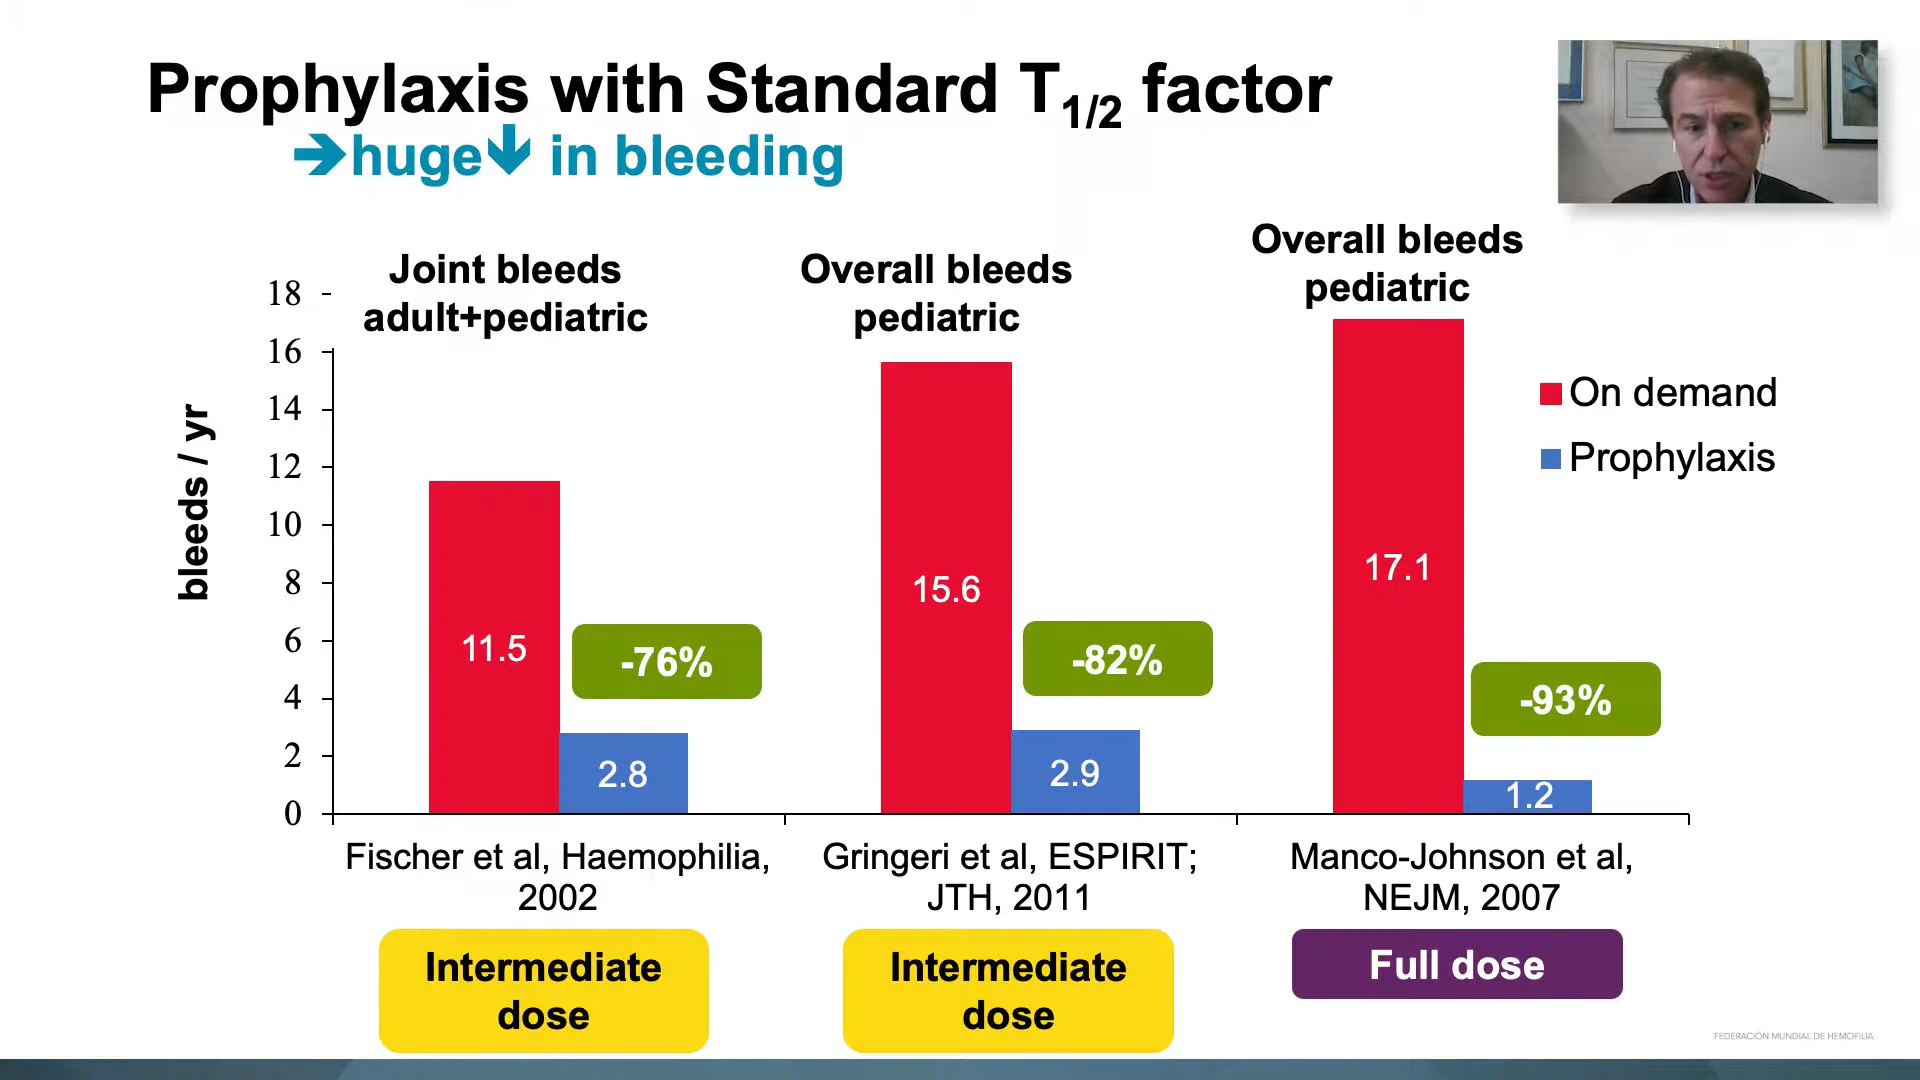 Prophylaxis with Standard T1/2 factor
➔huge🡇 in bleeding
Joint bleeds
adult+pediatric
Overall bleeds
pediatric
Overall bleeds
pediatric
bleeds / yr
18
16
14
12
10
8
6
4
2
0
11.5
2.8
-76%
15.6
2.9
-82%
17.1
1.2
-93%
On demand
Prophylaxis
Fischer et al, Haemophilia,
2002
Gringeri et al, ESPIRIT;
JTH, 2011
Manco-Johnson et al,
NEJM, 2007
Intermediate
dose
Intermediate
dose
Full dose
FEDERACIÓN MUNDIAL DE HEMOFILIA